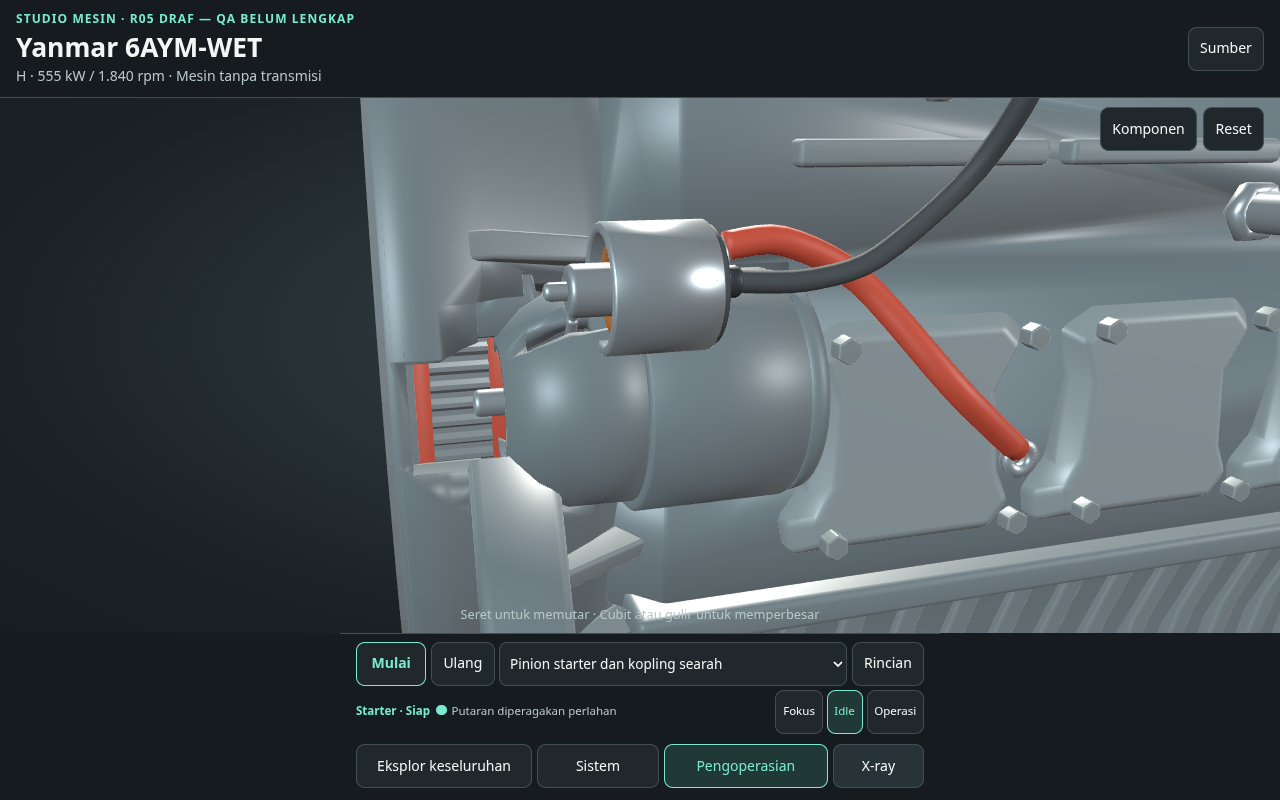 STUDIO MESIN · R05 DRAF — QA BELUM LENGKAP
Yanmar 6AYM-WET
H · 555 kW / 1.840 rpm · Mesin tanpa transmisi
Sumber
Komponen
Reset
Seret untuk memutar · Cubit atau gulir untuk memperbesar
Mulai
Ulang
Pinion starter dan kopling searah
Rincian
Starter · Siap
Putaran diperagakan perlahan
Fokus
Idle
Operasi
Eksplor keseluruhan
Sistem
Pengoperasian
X-ray